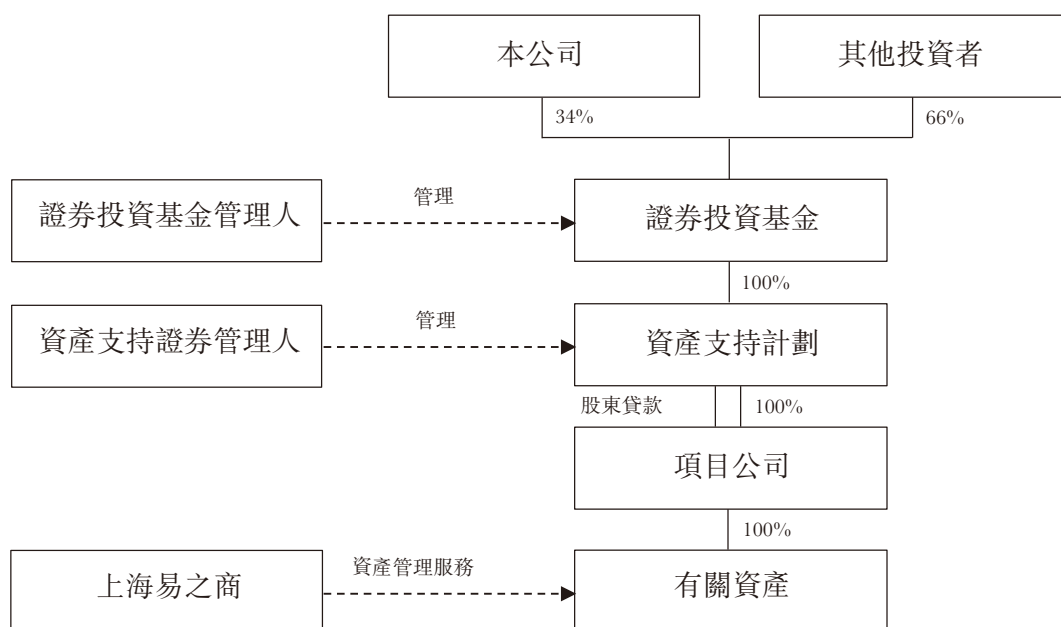 本公司
其他投資者
34%
66%
證券投資基金管理人
管理
證券投資基金
100%
資產支持證券管理人
管理
資產支持計劃
股東貸款
100%
項目公司
100%
上海易之商
資產管理服務
有關資產